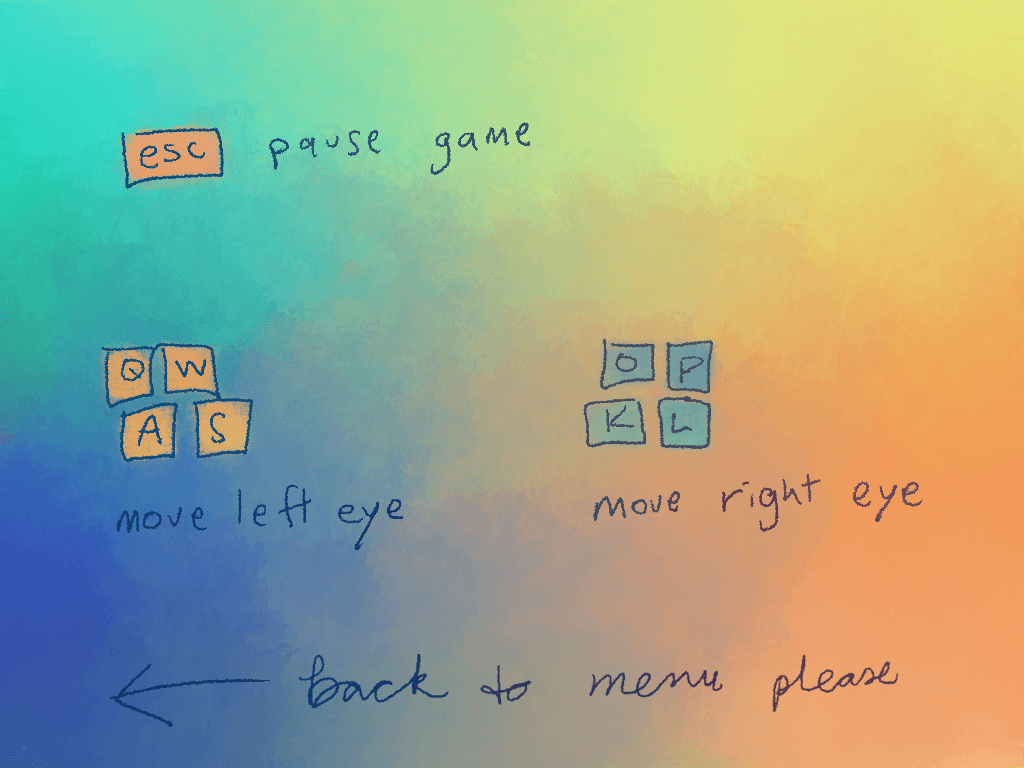 esc pause game
Q W O P
A S K L
move left eye move right eye
← back to menu please